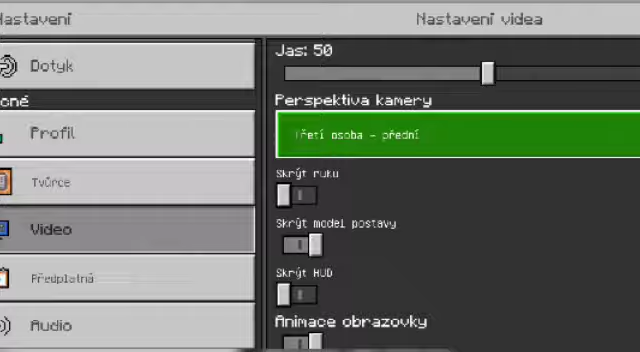 Nastavení
Nastavení videa
Dotyk
Profil
Tvůrce
Video
Předplatná
Audio
Jas: 50
Perspektiva kamery
Třetí osoba - přední
Skrýt ruku
Skrýt model postavy
Skrýt HUD
Animace obrazovky